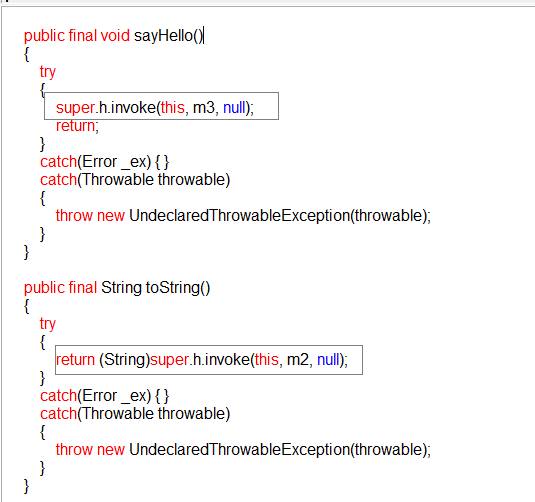 public final void sayHello()
{
try
{
super.h.invoke(this, m3, null);
return;
}
catch(Error _ex) { }
catch(Throwable throwable)
{
throw new UndeclaredThrowableException(throwable);
}
}
public final String toString()
{
try
{
return (String)super.h.invoke(this, m2, null);
}
catch(Error _ex) { }
catch(Throwable throwable)
{
throw new UndeclaredThrowableException(throwable);
}
}